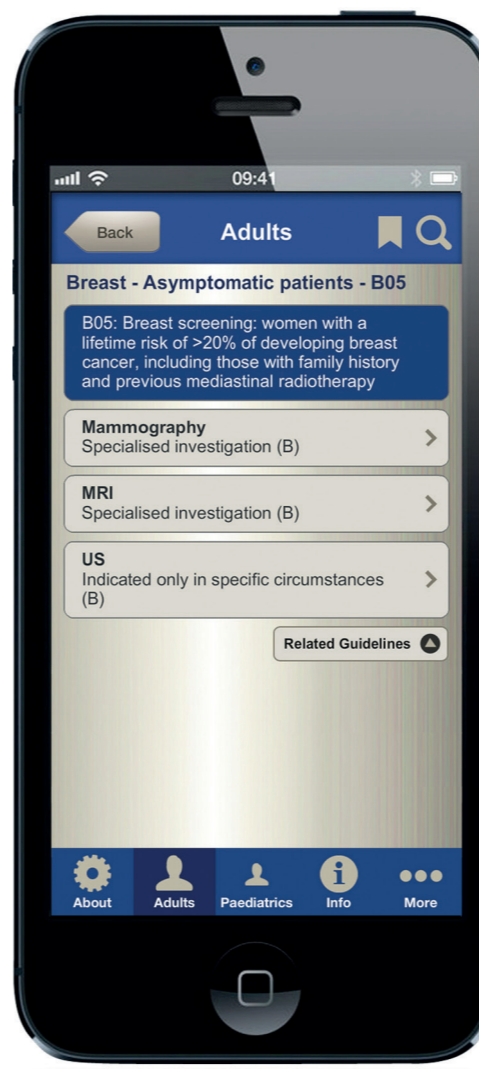 09:41
Back
Adults
Breast - Asymptomatic patients - B05
B05: Breast screening: women with a
lifetime risk of >20% of developing breast
cancer, including those with family history
and previous mediastinal radiotherapy
Mammography
Specialised investigation (B)
MRI
Specialised investigation (B)
US
Indicated only in specific circumstances
(B)
Related Guidelines
About
Adults
Paediatrics
Info
More